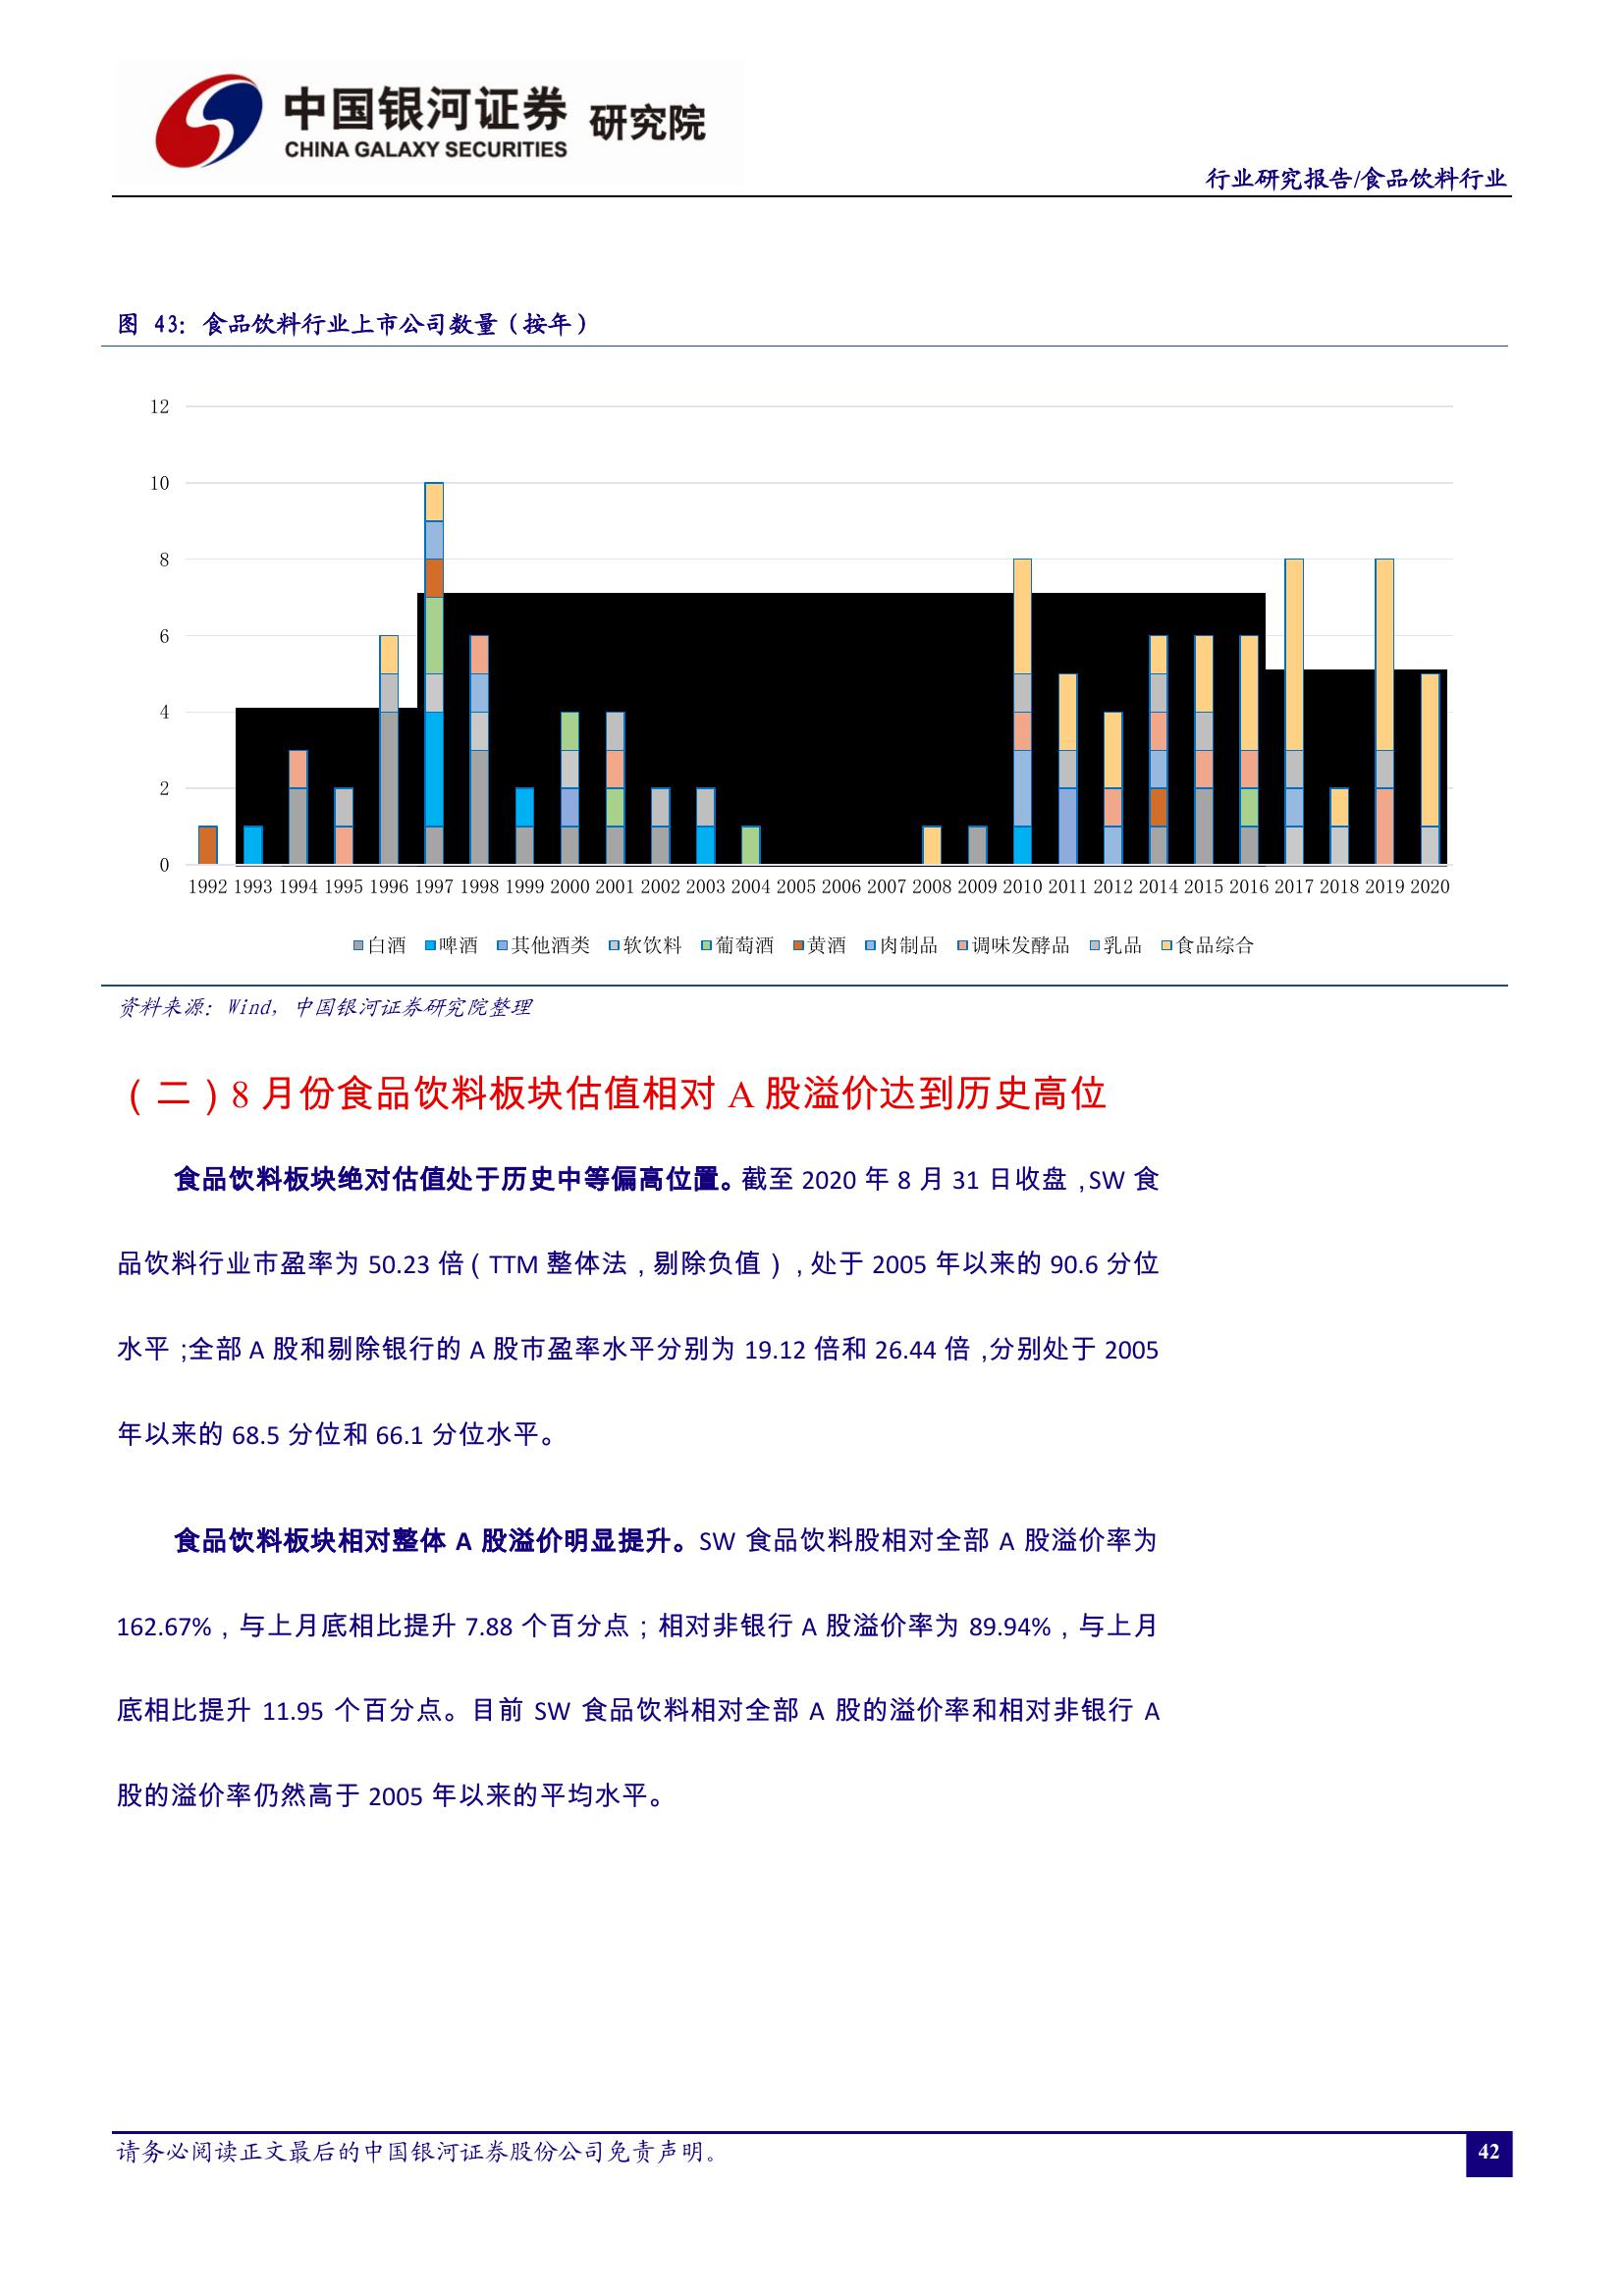 中国银河证券 研究院
CHINA GALAXY SECURITIES
行业研究报告/食品饮料行业
图 43: 食品饮料行业上市公司数量(按年)
12
10
8
6
4
2
0
1992 1993 1994 1995 1996 1997 1998 1999 2000 2001 2002 2003 2004 2005 2006 2007 2008 2009 2010 2011 2012 2014 2015 2016 2017 2018 2019 2020
白酒 啤酒 其他酒类 软饮料 葡萄酒 黄酒 肉制品 调味发酵品 乳品 食品综合
资料来源: Wind, 中国银河证券研究院整理
(二)8 月份食品饮料板块估值相对 A 股溢价达到历史高位
食品饮料板块绝对估值处于历史中等偏高位置。截至 2020 年 8 月 31 日收盘,SW 食
品饮料行业市盈率为 50.23 倍(TTM 整体法,剔除负值),处于 2005 年以来的 90.6 分位
水平;全部 A 股和剔除银行的 A 股市盈率水平分别为 19.12 倍和 26.44 倍,分别处于 2005
年以来的 68.5 分位和 66.1 分位水平。
食品饮料板块相对整体 A 股溢价明显提升。SW 食品饮料股相对全部 A 股溢价率为
162.67%,与上月底相比提升 7.88 个百分点;相对非银行 A 股溢价率为 89.94%,与上月
底相比提升 11.95 个百分点。目前 SW 食品饮料相对全部 A 股的溢价率和相对非银行 A
股的溢价率仍然高于 2005 年以来的平均水平。
请务必阅读正文最后的中国银河证券股份公司免责声明。
42